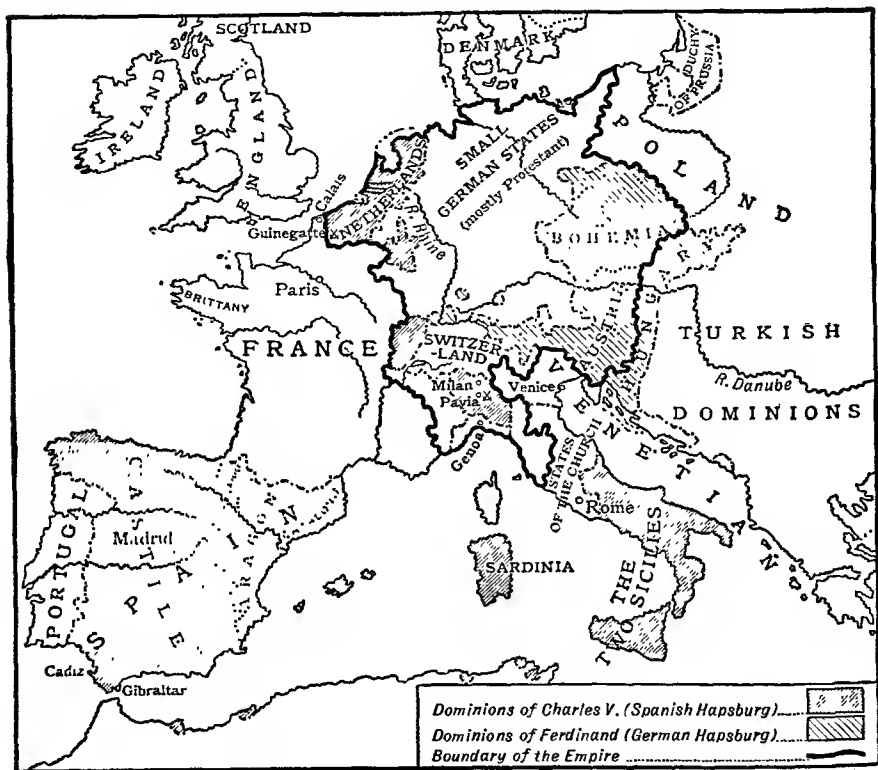 SCOTLAND
DENMARK
DUCHY
OF PRUSSIA
IRELAND
ENGLAND
SMALL
GERMAN STATES
(mostly Protestant)
POLAND
Calais
NETHERLANDS
Guinegatte
R. Rhine
BOHEMIA
Paris
BRITTANY
FRANCE
SWITZER
-LAND
AUSTRIA
HUNGARY
TURKISH
R. Danube
DOMINIONS
Milan
Pavia
Venice
VENETIAN
Genoa
STATES
OF THE CHURCH
Rome
PORTUGAL
Madrid
SPAIN
CASTILE
ARAGON
SARDINIA
THE
TWO SICILIES
Cadiz
Gibraltar
Dominions of Charles V. (Spanish Hapsburg)
Dominions of Ferdinand (German Hapsburg)
Boundary of the Empire